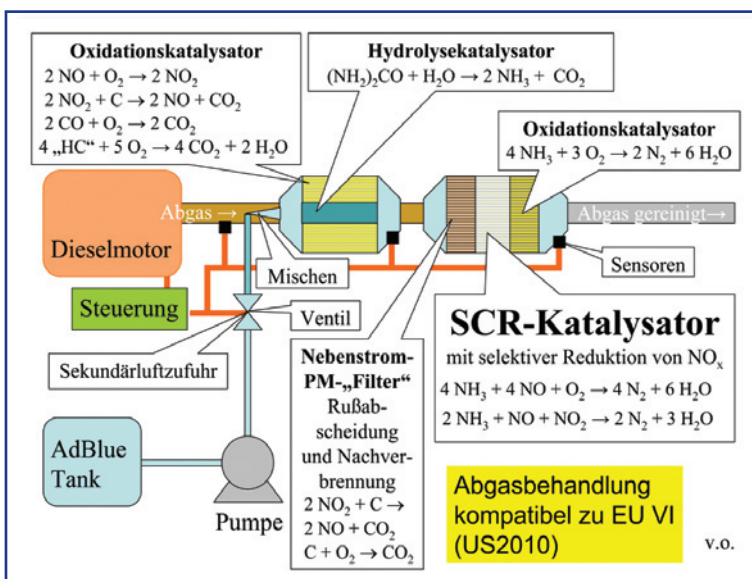 Oxidationskatalysator
2 NO + O₂ → 2 NO₂
2 NO₂ + C → 2 NO + CO₂
2 CO + O₂ → 2 CO₂
4 „HC“ + 5 O₂ → 4 CO₂ + 2 H₂O
Hydrolysekatalysator
(NH₂)₂CO + H₂O → 2 NH₃ + CO₂
Oxidationskatalysator
4 NH₃ + 3 O₂ → 2 N₂ + 6 H₂O
Abgas →
Abgas gereinigt→
Dieselmotor
Mischen
Sensoren
Steuerung
Ventil
Sekundärluftzufuhr
SCR-Katalysator
mit selektiver Reduktion von NOₓ
4 NH₃ + 4 NO + O₂ → 4 N₂ + 6 H₂O
2 NH₃ + NO + NO₂ → 2 N₂ + 3 H₂O
Nebenstrom-
PM-„Filter“
Rußab-
scheidung
und Nachver-
brennung
2 NO₂ + C →
2 NO + CO₂
C + O₂ → CO₂
AdBlue
Tank
Pumpe
Abgasbehandlung
kompatibel zu EU VI
(US2010)
v.o.